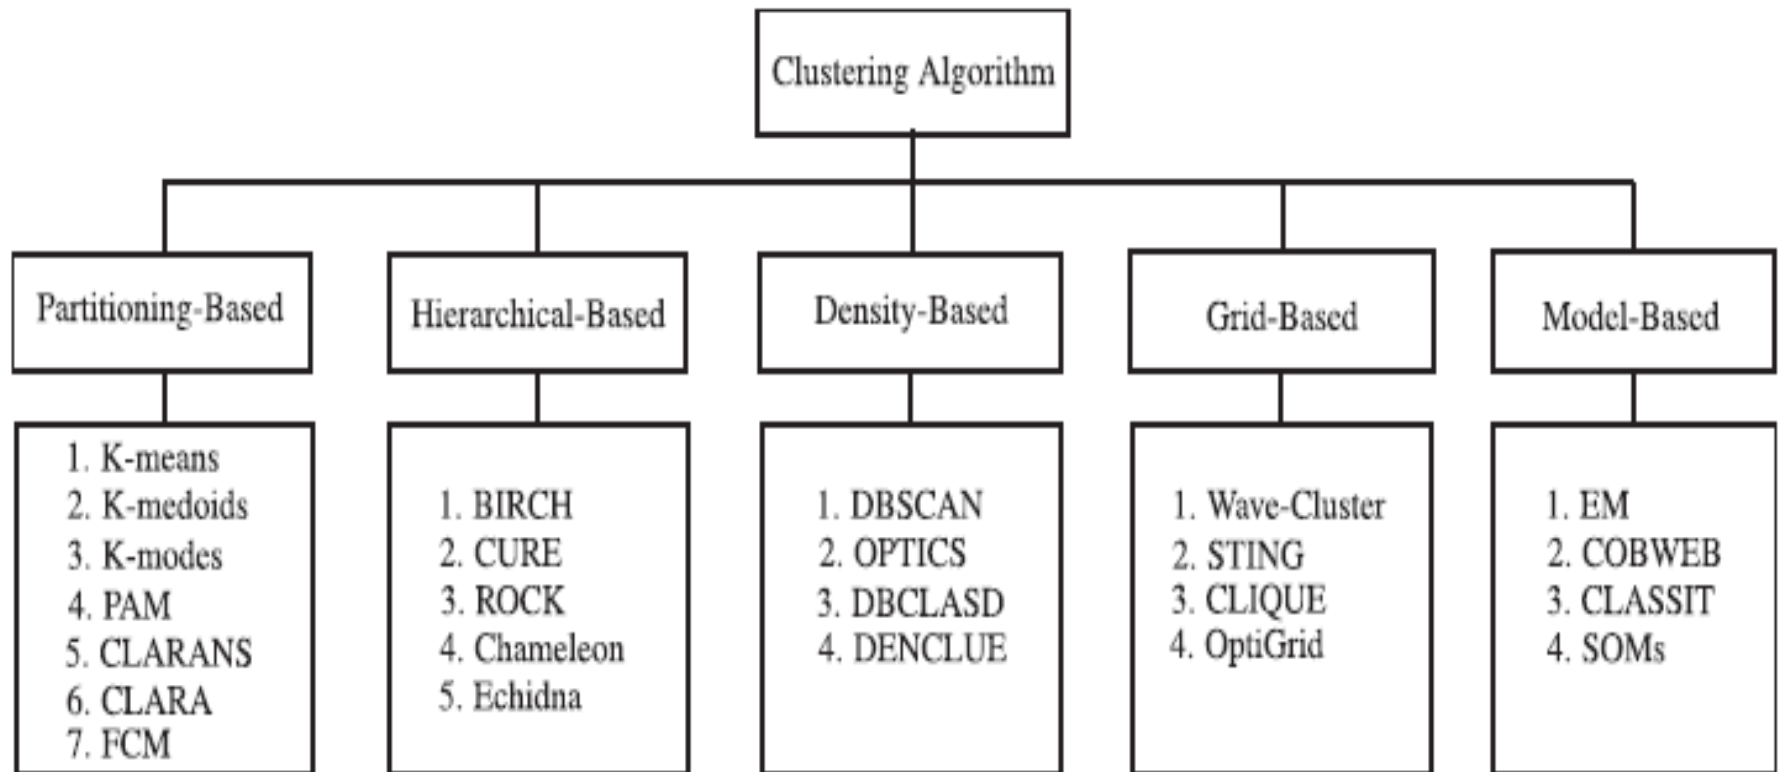 Clustering Algorithm
Partitioning-Based
Hierarchical-Based
Density-Based
Grid-Based
Model-Based
1. K-means
2. K-medoids
3. K-modes
4. PAM
5. CLARANS
6. CLARA
7. FCM
1. BIRCH
2. CURE
3. ROCK
4. Chameleon
5. Echidna
1. DBSCAN
2. OPTICS
3. DBCLASD
4. DENCLUE
1. Wave-Cluster
2. STING
3. CLIQUE
4. OptiGrid
1. EM
2. COBWEB
3. CLASSIT
4. SOMs